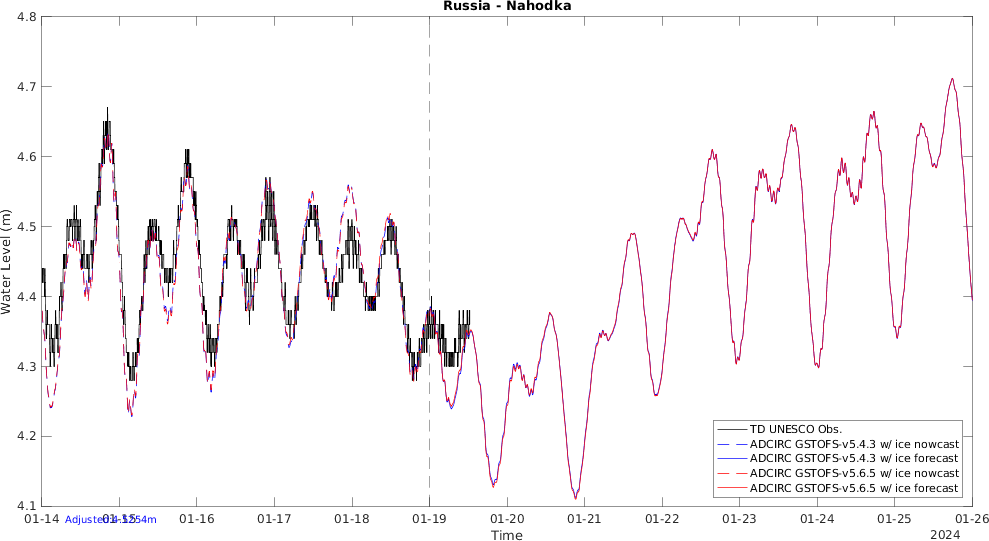 Russia - Nahodka
4.8
4.7
4.6
4.5
4.4
4.3
4.2
4.1
Water Level (m)
TD UNESCO Obs.
ADCIRC GSTOFS-v5.4.3 w/ ice nowcast
ADCIRC GSTOFS-v5.4.3 w/ ice forecast
ADCIRC GSTOFS-v5.6.5 w/ ice nowcast
ADCIRC GSTOFS-v5.6.5 w/ ice forecast
01-14 01-15 01-16 01-17 01-18 01-19 01-20 01-21 01-22 01-23 01-24 01-25 01-26
Time
2024